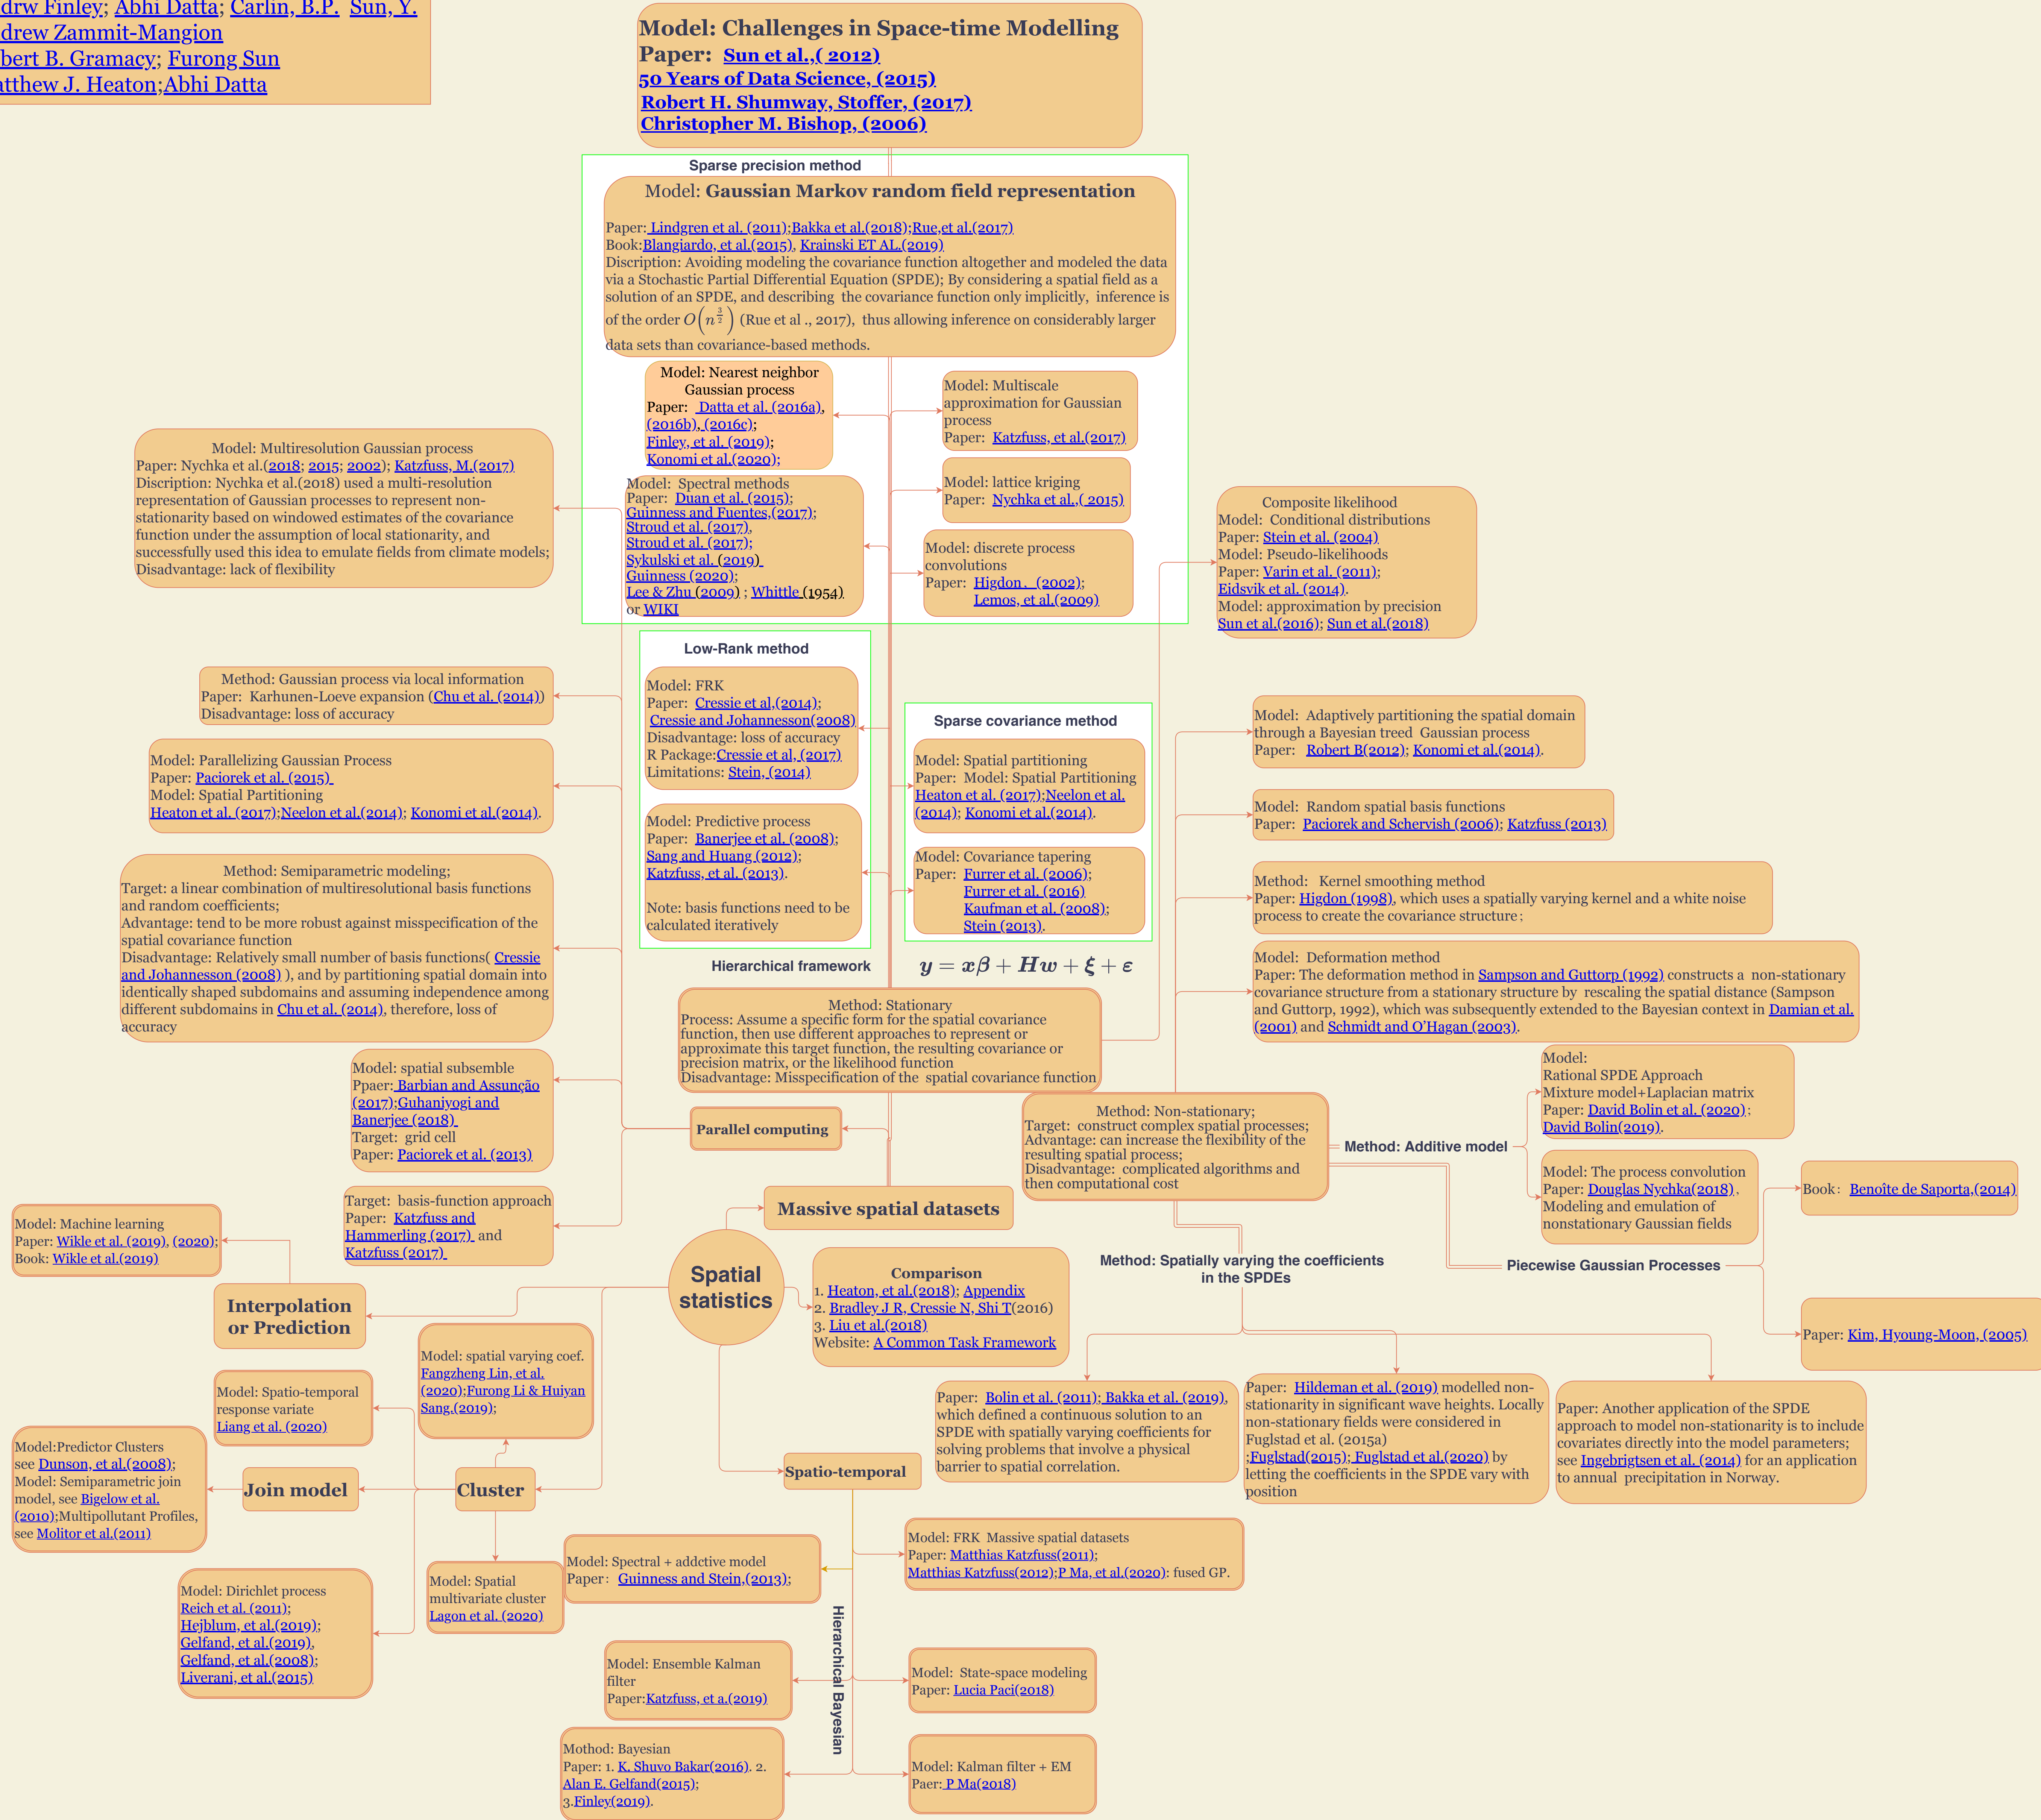 drw Finley; Abhi Datta; Carlin, B.P. Sun, Y.
drew Zammit-Mangion
bert B. Gramacy; Furong Sun
atthew J. Heaton;Abhi Datta
Model: Challenges in Space-time Modelling
Paper: Sun et al.,( 2012)
50 Years of Data Science, (2015)
Robert H. Shumway, Stoffer, (2017)
Christopher M. Bishop, (2006)
Sparse precision method
Model: Gaussian Markov random field representation
Paper: Lindgren et al. (2011);Bakka et al.(2018);Rue,et al.(2017)
Book:Blangiardo, et al.(2015), Krainski ET AL.(2019)
Discription: Avoiding modeling the covariance function altogether and modeled the data
via a Stochastic Partial Differential Equation (SPDE); By considering a spatial field as a
solution of an SPDE, and describing the covariance function only implicitly, inference is
of the order O(n^{3/2}) (Rue et al ., 2017), thus allowing inference on considerably larger
data sets than covariance-based methods.
Model: Nearest neighbor
Gaussian process
Paper: Datta et al. (2016a),
(2016b), (2016c);
Finley, et al. (2019);
Konomi et al.(2020);
Model: Multiscale
approximation for Gaussian
process
Paper: Katzfuss, et al.(2017)
Model: Spectral methods
Paper: Duan et al. (2015);
Guinness and Fuentes,(2017);
Stroud et al. (2017),
Stroud et al. (2017);
Sykulski et al. (2019)
Guinness (2020);
Lee & Zhu (2009) ; Whittle (1954)
or WIKI
Model: lattice kriging
Paper: Nychka et al.,( 2015)
Model: discrete process
convolutions
Paper: Higdon. (2002);
Lemos, et al.(2009)
Model: Multiresolution Gaussian process
Paper: Nychka et al.(2018; 2015; 2002); Katzfuss, M.(2017)
Discription: Nychka et al.(2018) used a multi-resolution
representation of Gaussian processes to represent non-
stationarity based on windowed estimates of the covariance
function under the assumption of local stationarity, and
successfully used this idea to emulate fields from climate models;
Disadvantage: lack of flexibility
Composite likelihood
Model: Conditional distributions
Paper: Stein et al. (2004)
Model: Pseudo-likelihoods
Paper: Varin et al. (2011);
Eidsvik et al. (2014).
Model: approximation by precision
Sun et al.(2016); Sun et al.(2018)
Low-Rank method
Model: FRK
Paper: Cressie et al,(2014);
Cressie and Johannesson(2008)
Disadvantage: loss of accuracy
R Package:Cressie et al, (2017)
Limitations: Stein, (2014)
Model: Predictive process
Paper: Banerjee et al. (2008);
Sang and Huang (2012);
Katzfuss, et al. (2013).
Note: basis functions need to be
calculated iteratively
Sparse covariance method
Model: Spatial partitioning
Paper: Model: Spatial Partitioning
Heaton et al. (2017);Neelon et al.
(2014); Konomi et al.(2014).
Model: Covariance tapering
Paper: Furrer et al. (2006);
Furrer et al. (2016)
Kaufman et al. (2008);
Stein (2013).
Method: Gaussian process via local information
Paper: Karhunen-Loeve expansion (Chu et al. (2014))
Disadvantage: loss of accuracy
Model: Parallelizing Gaussian Process
Paper: Paciorek et al. (2015)
Model: Spatial Partitioning
Heaton et al. (2017);Neelon et al.(2014); Konomi et al.(2014).
Method: Semiparametric modeling;
Target: a linear combination of multiresolutional basis functions
and random coefficients;
Advantage: tend to be more robust against misspecification of the
spatial covariance function
Disadvantage: Relatively small number of basis functions( Cressie
and Johannesson (2008) ), and by partitioning spatial domain into
identically shaped subdomains and assuming independence among
different subdomains in Chu et al. (2014), therefore, loss of
accuracy
Model: Adaptively partitioning the spatial domain
through a Bayesian treed Gaussian process
Paper: Robert B(2012); Konomi et al.(2014).
Model: Random spatial basis functions
Paper: Paciorek and Schervish (2006); Katzfuss (2013)
Method: Kernel smoothing method
Paper: Higdon (1998), which uses a spatially varying kernel and a white noise
process to create the covariance structure;
Model: Deformation method
Paper: The deformation method in Sampson and Guttorp (1992) constructs a non-stationary
covariance structure from a stationary structure by rescaling the spatial distance (Sampson
and Guttorp, 1992), which was subsequently extended to the Bayesian context in Damian et al.
(2001) and Schmidt and O'Hagan (2003).
Hierarchical framework
y = xβ + Hw + ξ + ε
Method: Stationary
Process: Assume a specific form for the spatial covariance
function, then use different approaches to represent or
approximate this target function, the resulting covariance or
precision matrix, or the likelihood function
Disadvantage: Misspecification of the spatial covariance function
Model: spatial subsemble
Ppaer: Barbian and Assunção
(2017);Guhaniyogi and
Banerjee (2018)
Target: grid cell
Paper: Paciorek et al. (2013)
Parallel computing
Method: Non-stationary;
Target: construct complex spatial processes;
Advantage: can increase the flexibility of the
resulting spatial process;
Disadvantage: complicated algorithms and
then computational cost
Method: Additive model
Model:
Rational SPDE Approach
Mixture model+Laplacian matrix
Paper: David Bolin et al. (2020);
David Bolin(2019).
Model: The process convolution
Paper: Douglas Nychka(2018),
Modeling and emulation of
nonstationary Gaussian fields
Book: Benoîte de Saporta,(2014)
Target: basis-function approach
Paper: Katzfuss and
Hammerling (2017) and
Katzfuss (2017)
Massive spatial datasets
Model: Machine learning
Paper: Wikle et al. (2019), (2020);
Book: Wikle et al.(2019)
Interpolation
or Prediction
Spatial
statistics
Comparison
1. Heaton, et al.(2018); Appendix
2. Bradley J R, Cressie N, Shi T(2016)
3. Liu et al.(2018)
Website: A Common Task Framework
Method: Spatially varying the coefficients
in the SPDEs
Piecewise Gaussian Processes
Paper: Kim, Hyoung-Moon, (2005)
Model: spatial varying coef.
Fangzheng Lin, et al.
(2020);Furong Li & Huiyan
Sang.(2019);
Model: Spatio-temporal
response variate
Liang et al. (2020)
Model:Predictor Clusters
see Dunson, et al.(2008);
Model: Semiparametric join
model, see Bigelow et al.
(2010);Multipollutant Profiles,
see Molitor et al.(2011)
Join model
Cluster
Spatio-temporal
Paper: Bolin et al. (2011); Bakka et al. (2019),
which defined a continuous solution to an
SPDE with spatially varying coefficients for
solving problems that involve a physical
barrier to spatial correlation.
Paper: Hildeman et al. (2019) modelled non-
stationarity in significant wave heights. Locally
non-stationary fields were considered in
Fuglstad et al. (2015a)
;Fuglstad(2015); Fuglstad et al.(2020) by
letting the coefficients in the SPDE vary with
position
Paper: Another application of the SPDE
approach to model non-stationarity is to include
covariates directly into the model parameters;
see Ingebrigtsen et al. (2014) for an application
to annual precipitation in Norway.
Model: Dirichlet process
Reich et al. (2011);
Hejblum, et al.(2019);
Gelfand, et al.(2019),
Gelfand, et al.(2008);
Liverani, et al.(2015)
Model: Spatial
multivariate cluster
Lagon et al. (2020)
Model: Spectral + addctive model
Paper: Guinness and Stein,(2013);
Model: FRK Massive spatial datasets
Paper: Matthias Katzfuss(2011);
Matthias Katzfuss(2012);P Ma, et al.(2020): fused GP.
Hierarchical Bayesian
Model: Ensemble Kalman
filter
Paper:Katzfuss, et a.(2019)
Model: State-space modeling
Paper: Lucia Paci(2018)
Mothod: Bayesian
Paper: 1. K. Shuvo Bakar(2016). 2.
Alan E. Gelfand(2015);
3.Finley(2019).
Model: Kalman filter + EM
Paer: P Ma(2018)